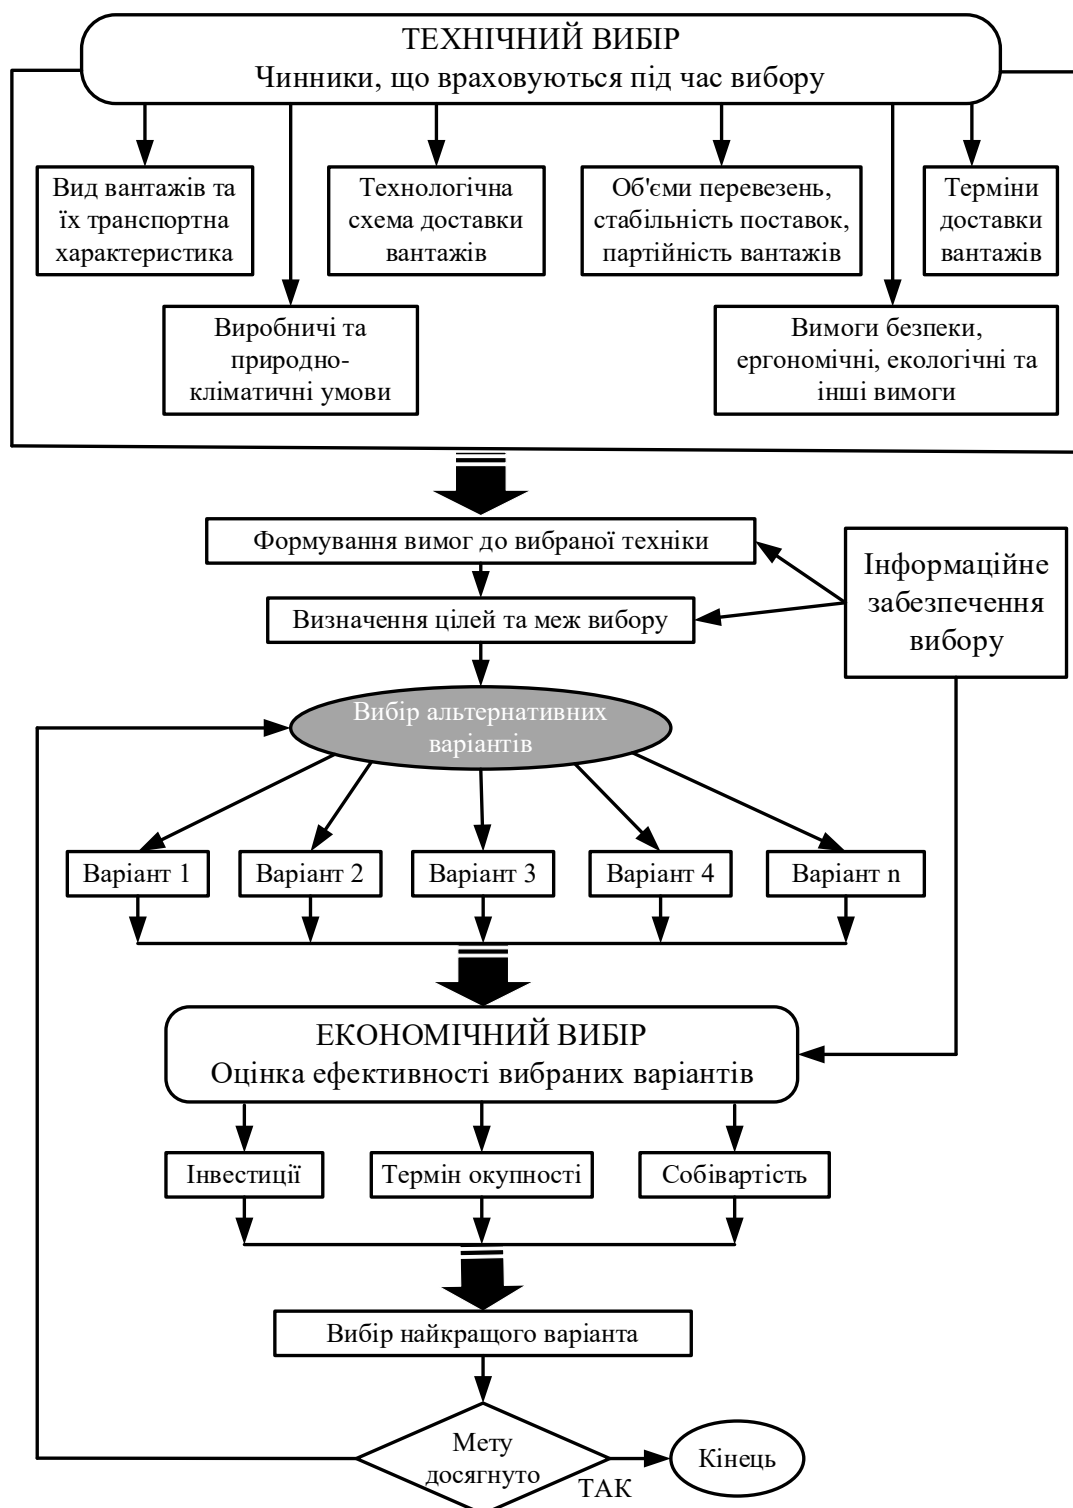 ТЕХНІЧНИЙ ВИБІР
Чинники, що враховуються під час вибору
Вид вантажів та
їх транспортна
характеристика
Технологічна
схема доставки
вантажів
Об'єми перевезень,
стабільність поставок,
партійність вантажів
Терміни
доставки
вантажів
Виробничі та
природно-
кліматичні умови
Вимоги безпеки,
ергономічні, екологічні та
інші вимоги
Формування вимог до вибраної техніки
Визначення цілей та меж вибору
Інформаційне
забезпечення
вибору
Вибір альтернативних
варіантів
Варіант 1
Варіант 2
Варіант 3
Варіант 4
Варіант n
ЕКОНОМІЧНИЙ ВИБІР
Оцінка ефективності вибраних варіантів
Інвестиції
Термін окупності
Собівартість
Вибір найкращого варіанта
Мету
досягнуто
ТАК
Кінець